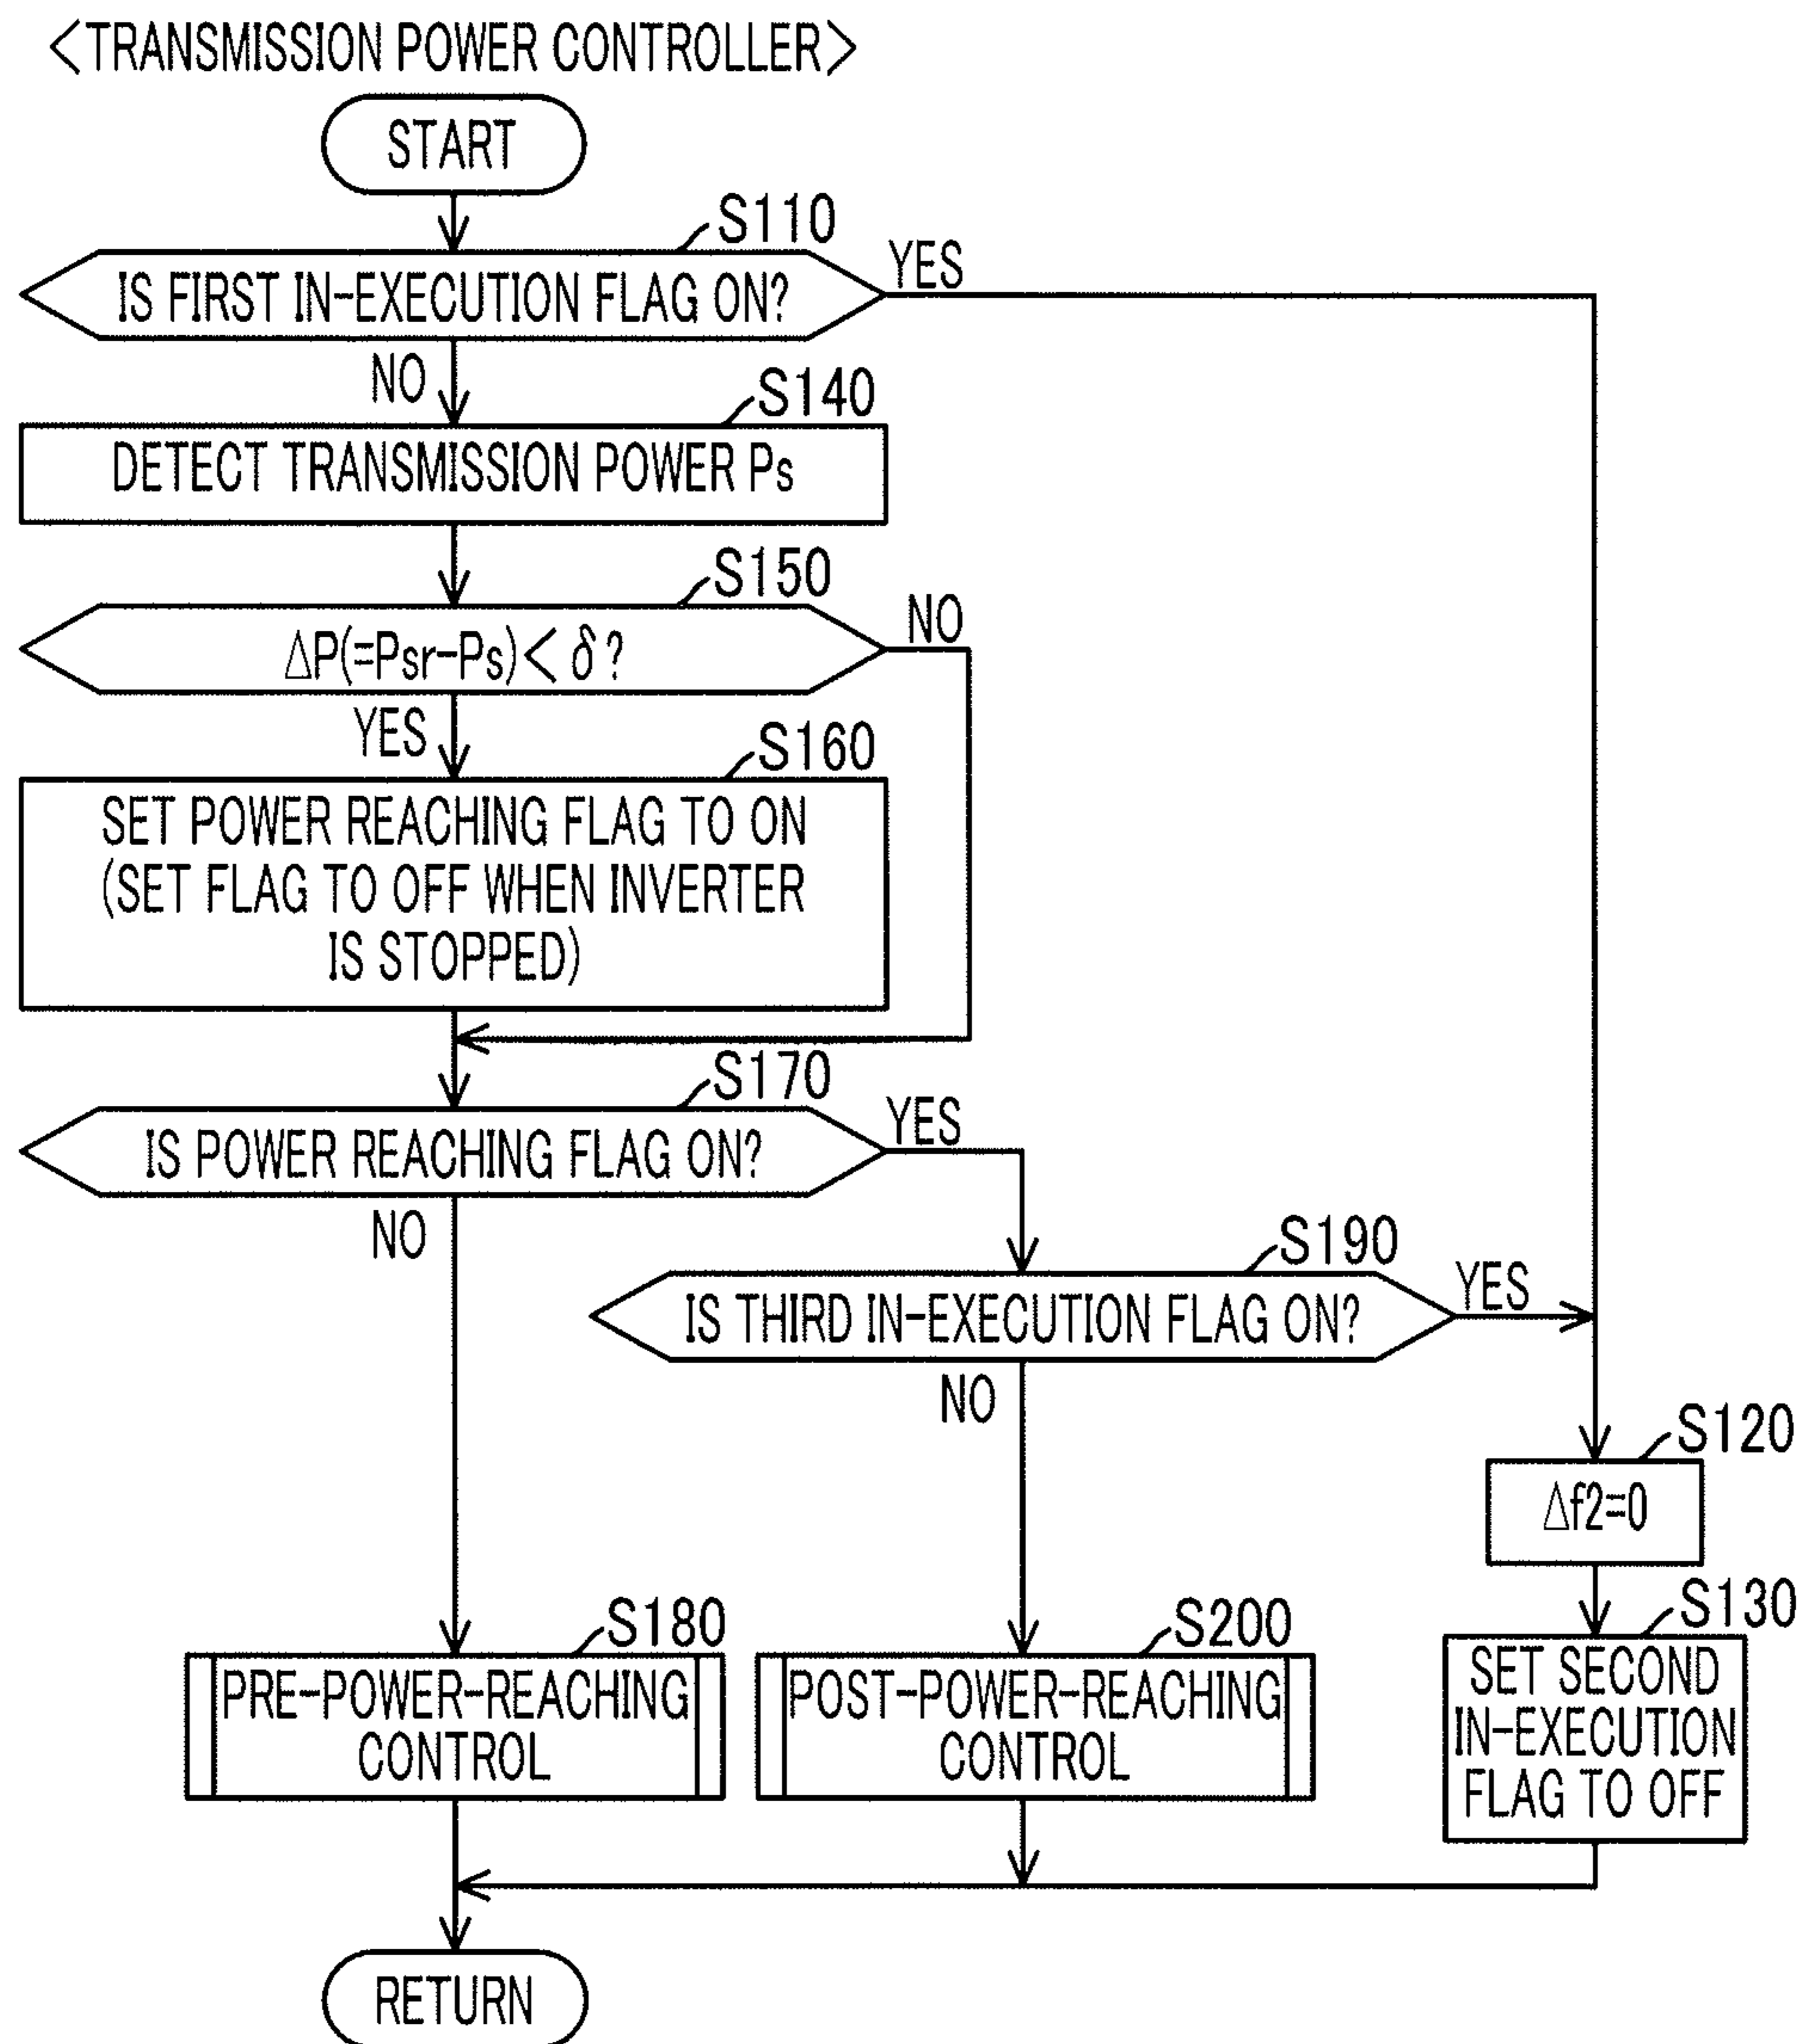 <TRANSMISSION POWER CONTROLLER>
START
S110
IS FIRST IN-EXECUTION FLAG ON?
YES
NO
S140
DETECT TRANSMISSION POWER Ps
S150
ΔP(=Psr-Ps)<δ?
NO
YES
S160
SET POWER REACHING FLAG TO ON
(SET FLAG TO OFF WHEN INVERTER
IS STOPPED)
S170
IS POWER REACHING FLAG ON?
YES
NO
S190
IS THIRD IN-EXECUTION FLAG ON?
YES
NO
S120
Δf2=0
S130
SET SECOND
IN-EXECUTION
FLAG TO OFF
S180
PRE-POWER-REACHING
CONTROL
S200
POST-POWER-REACHING
CONTROL
RETURN